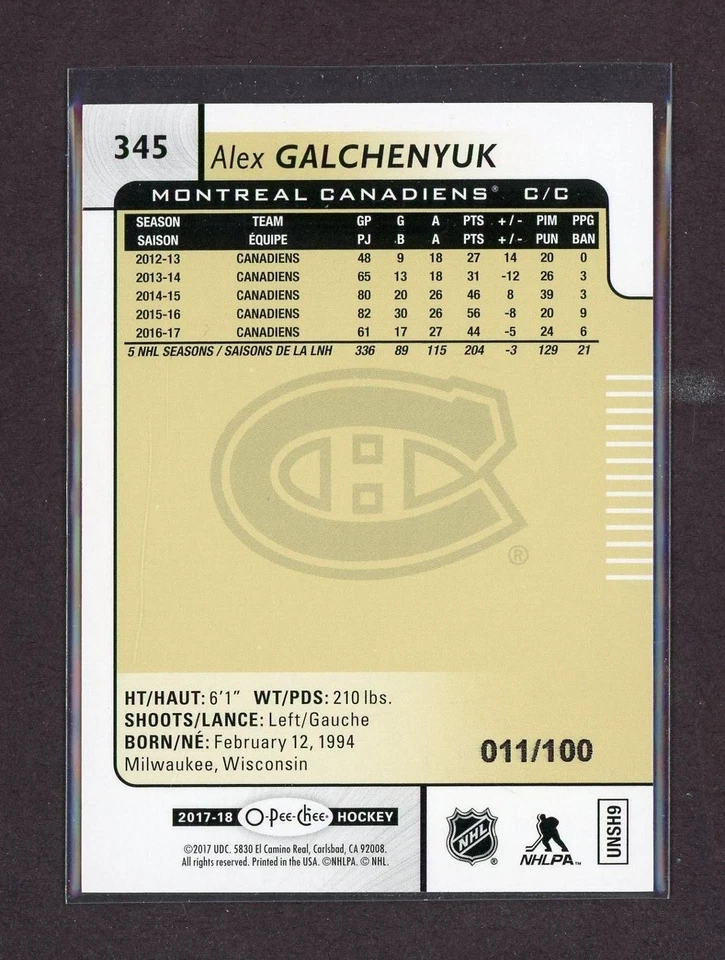 345
Alex GALCHENYUK
MONTREAL CANADIENS® C/C
SEASON TEAM GP G A PTS +/- PIM PPG
SAISON ÉQUIPE PJ B A PTS +/- PUN BAN
2012-13 CANADIENS 48 9 18 27 14 20 0
2013-14 CANADIENS 65 13 18 31 -12 26 3
2014-15 CANADIENS 80 20 26 46 8 39 3
2015-16 CANADIENS 82 30 26 56 -8 20 9
2016-17 CANADIENS 61 17 27 44 -5 24 6
5 NHL SEASONS / SAISONS DE LA LNH 336 89 115 204 -3 129 21
CH
®
HT/HAUT: 6'1" WT/PDS: 210 lbs.
SHOOTS/LANCE: Left/Gauche
BORN/NÉ: February 12, 1994
Milwaukee, Wisconsin
011/100
2017-18 O-Pee-Chee® HOCKEY
©2017 UDC. 5830 El Camino Real, Carlsbad, CA 92008.
All rights reserved. Printed in the USA. ©NHLPA. © NHL.
NHL ®
NHLPA™
UNSH9